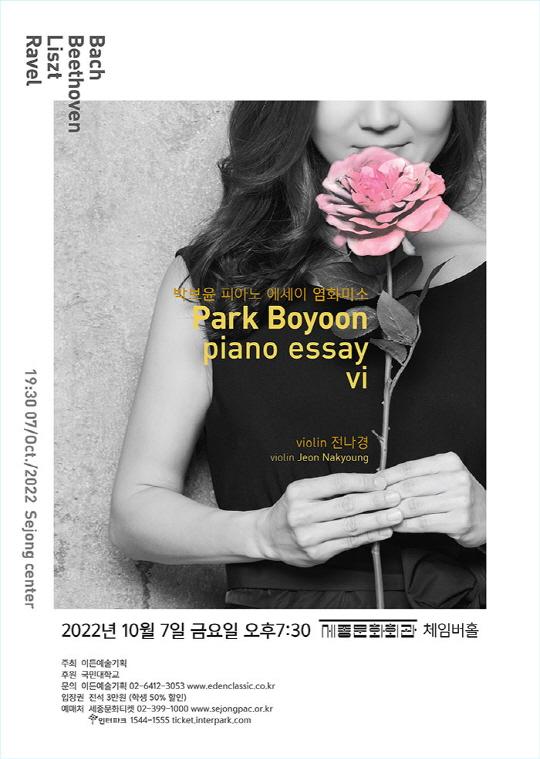 Bach
Beethoven
Liszt
Ravel
박보윤 피아노 에세이 염화미소
Park Boyoon
piano essay
vi
violin 전나경
violin Jeon Nakyoung
19:30 07/Oct./2022 Sejong center
2022년 10월 7일 금요일 오후7:30 세종문화회관 체임버홀
주최 이든예술기획
후원 국민대학교
문의 이든예술기획 02-6412-3053 www.edenclassic.co.kr
입장권 전석 3만원 (학생 50% 할인)
예매처 세종문화티켓 02-399-1000 www.sejongpac.or.kr
인터파크 1544-1555 ticket.interpark.com